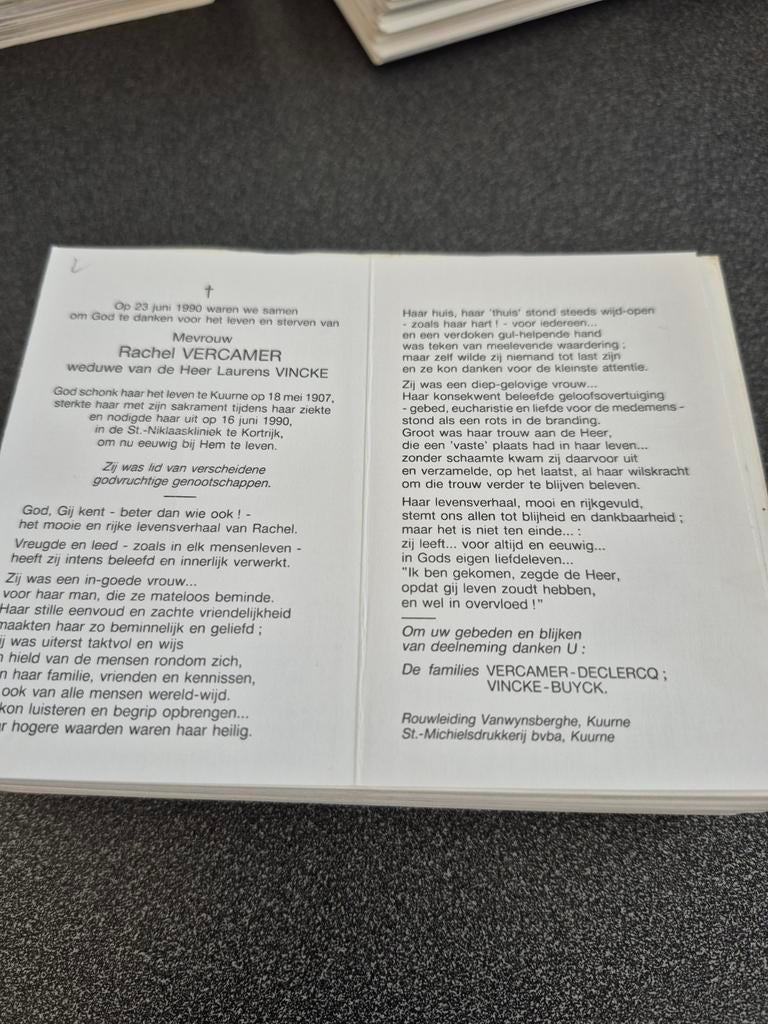 †
Op 23 juni 1990 waren we samen
om God te danken voor het leven en sterven van
Mevrouw
Rachel VERCAMER
weduwe van de Heer Laurens VINCKE
God schonk haar het leven te Kuurne op 18 mei 1907,
sterkte haar met zijn sakrament tijdens haar ziekte
en nodigde haar uit op 16 juni 1990,
in de St.-Niklaaskliniek te Kortrijk,
om nu eeuwig bij Hem te leven.
Zij was lid van verscheidene
godvruchtige genootschappen.
God, Gij kent - beter dan wie ook ! -
het mooie en rijke levensverhaal van Rachel.
Vreugde en leed - zoals in elk mensenleven -
heeft zij intens beleefd en innerlijk verwerkt.
Zij was een in-goede vrouw...
voor haar man, die ze mateloos beminde.
Haar stille eenvoud en zachte vriendelijkheid
maakten haar zo beminnelijk en geliefd ;
ij was uiterst taktvol en wijs
n hield van de mensen rondom zich,
n haar familie, vrienden en kennissen,
ook van alle mensen wereld-wijd.
kon luisteren en begrip opbrengen...
r hogere waarden waren haar heilig.
Haar huis, haar 'thuis' stond steeds wijd-open
- zoals haar hart ! - voor iedereen...
en een verdoken gul-helpende hand
was teken van meelevende waardering ;
maar zelf wilde zij niemand tot last zijn
en ze kon danken voor de kleinste attentie.
Zij was een diep-gelovige vrouw...
Haar konsekwent beleefde geloofsovertuiging
- gebed, eucharistie en liefde voor de medemens -
stond als een rots in de branding.
Groot was haar trouw aan de Heer,
die een 'vaste' plaats had in haar leven...
zonder schaamte kwam zij daarvoor uit
en verzamelde, op het laatst, al haar wilskracht
om die trouw verder te blijven beleven.
Haar levensverhaal, mooi en rijkgevuld,
stemt ons allen tot blijheid en dankbaarheid ;
maar het is niet ten einde... :
zij leeft... voor altijd en eeuwig...
in Gods eigen liefdeleven...
"Ik ben gekomen, zegde de Heer,
opdat gij leven zoudt hebben,
en wel in overvloed !"
Om uw gebeden en blijken
van deelneming danken U :
De families VERCAMER-DECLERCQ ;
VINCKE-BUYCK.
Rouwleiding Vanwynsberghe, Kuurne
St.-Michielsdrukkerij bvba, Kuurne